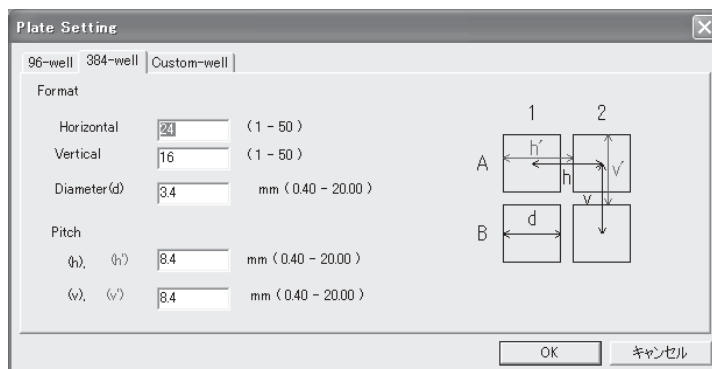 Plate Setting
96-well 384-well Custom-well
Format
Horizontal 24 (1 - 50)
Vertical 16 (1 - 50)
Diameter(d) 3.4 mm (0.40 - 20.00)
Pitch
(h), (h') 8.4 mm (0.40 - 20.00)
(v), (v') 8.4 mm (0.40 - 20.00)
1 2
A h' h v'
v
B d
OK キャンセル